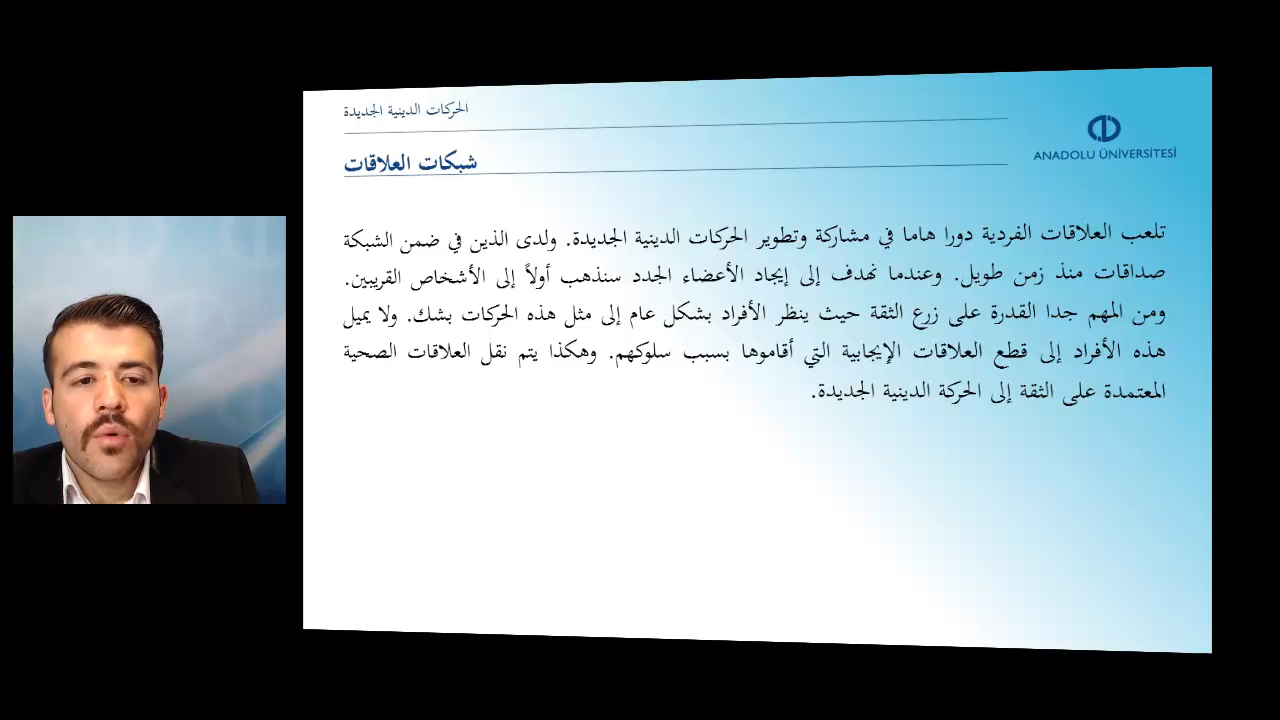 الحركات الدينية الجديدة
شبكات العلاقات
ANADOLU ÜNİVERSİTESİ
تلعب العلاقات الفردية دورا هاما في مشاركة وتطوير الحركات الدينية الجديدة. ولدى الذين في ضمن الشبكة
صداقات منذ زمن طويل. وعندما نهدف إلى إيجاد الأعضاء الجدد سنذهب أولاً إلى الأشخاص القريبين.
ومن المهم جدا القدرة على زرع الثقة حيث ينظر الأفراد بشكل عام إلى مثل هذه الحركات بشك. ولا يميل
هذه الأفراد إلى قطع العلاقات الإيجابية التي أقاموها بسبب سلوكهم. وهكذا يتم نقل العلاقات الصحية
المعتمدة على الثقة إلى الحركة الدينية الجديدة.